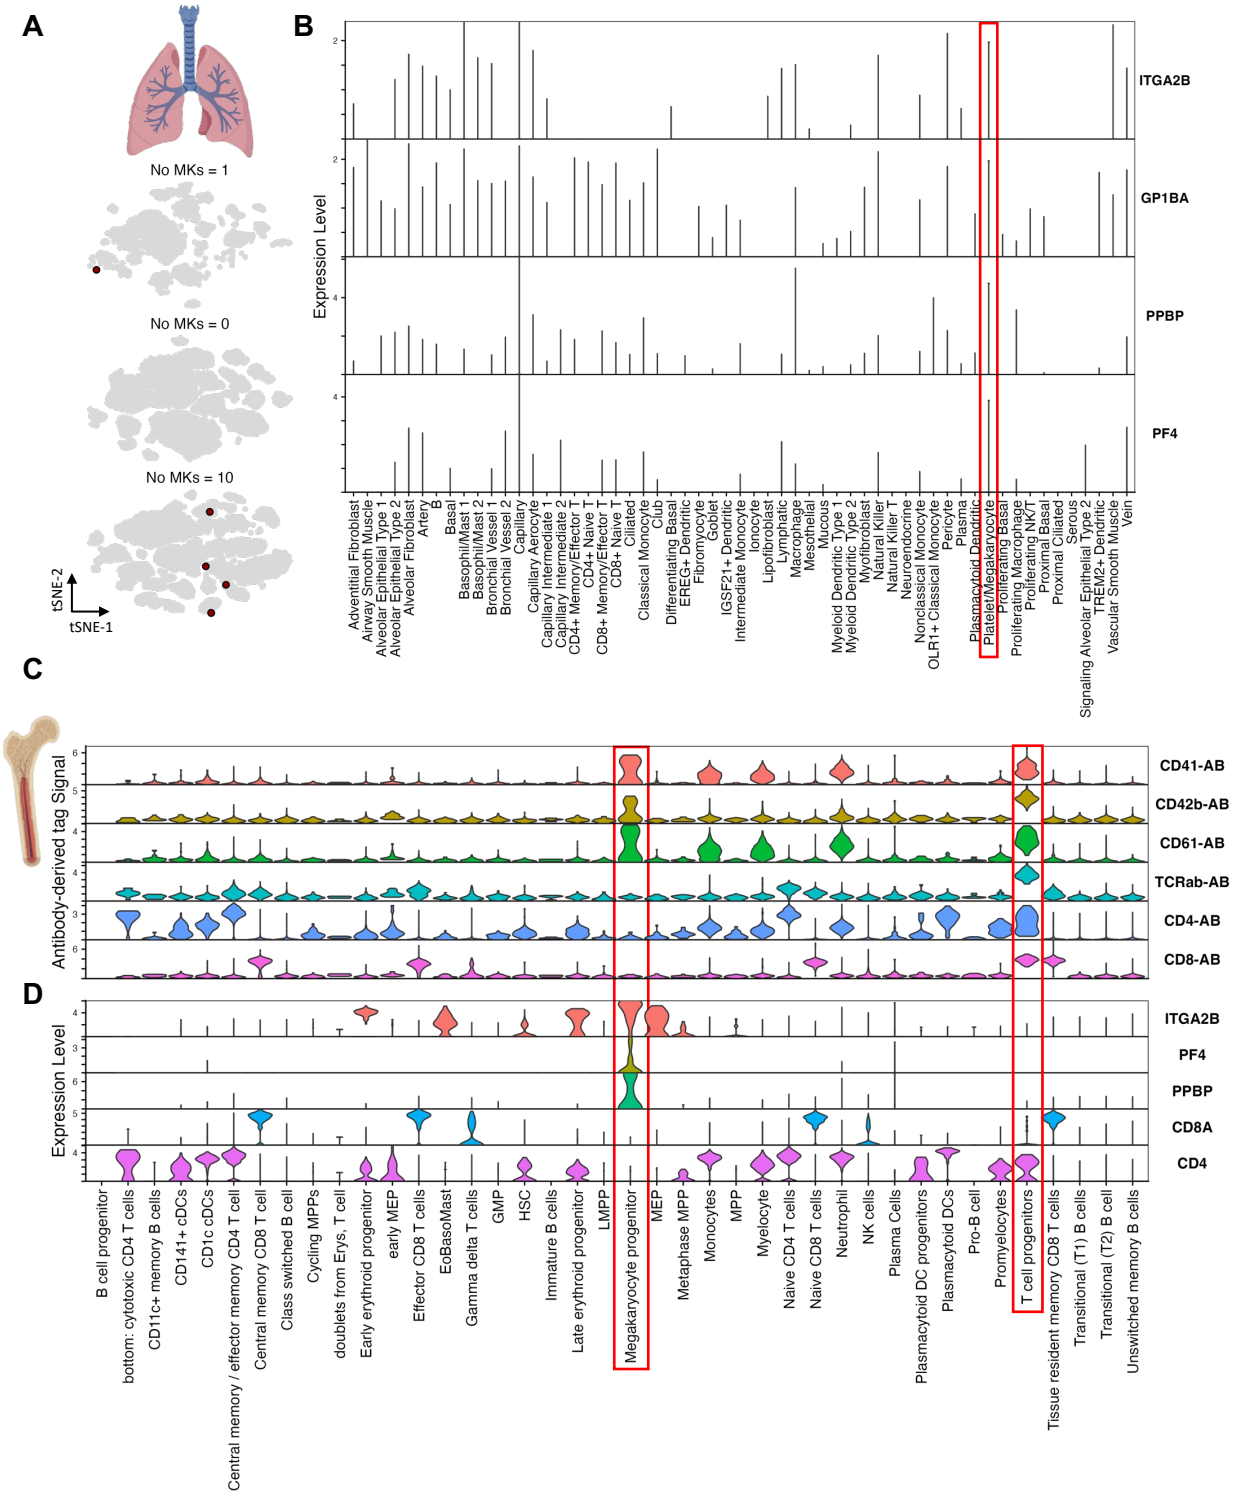 A
No MKs = 1
No MKs = 0
No MKs = 10
tSNE-2
tSNE-1
B
Expression Level
2
ITGA2B
2
GP1BA
4
PPBP
4
PF4
Adventitial Fibroblast
Airway Smooth Muscle
Alveolar Epithelial Type 1
Alveolar Epithelial Type 2
Alveolar Fibroblast
Artery
B
Basal
Basophil/Mast 1
Basophil/Mast 2
Bronchial Vessel 1
Bronchial Vessel 2
Capillary
Capillary Aerocyte
Capillary Intermediate 1
Capillary Intermediate 2
CD4+ Memory/Effector T
CD4+ Naive T
CD8+ Memory/Effector T
CD8+ Naive T
Ciliated
Classical Monocyte
Club
Differentiating Basal
EREG+ Dendritic
Fibromyocyte
Goblet
IGSF21+ Dendritic
Intermediate Monocyte
Ionocyte
Lipofibroblast
Lymphatic
Macrophage
Mesothelial
Mucous
Myeloid Dendritic Type 1
Myeloid Dendritic Type 2
Myofibroblast
Natural Killer
Natural Killer T
Neuroendocrine
Nonclassical Monocyte
OLR1+ Classical Monocyte
Pericyte
Plasma
Plasmacytoid Dendritic
Platelet/Megakaryocyte
Proliferating Basal
Proliferating Macrophage
Proliferating NK/T
Proximal Basal
Proximal Ciliated
Serous
Signaling Alveolar Epithelial Type 2
TREM2+ Dendritic
Vascular Smooth Muscle
Vein
C
Antibody-derived tag Signal
6
CD41-AB
5
CD42b-AB
4
CD61-AB
4
TCRab-AB
3
CD4-AB
6
CD8-AB
D
Expression Level
4
ITGA2B
3
PF4
6
PPBP
5
CD8A
4
CD4
B cell progenitor
bottom: cytotoxic CD4 T cells
CD11c+ memory B cells
CD141+ cDCs
CD1c cDCs
Central memory / effector memory CD4 T cell
Central memory CD8 T cell
Class switched B cell
Cycling MPPs
doublets from Erys, T cell
Early erythroid progenitor
early MEP
Effector CD8 T cells
EoBasoMast
Gamma delta T cells
GMP
HSC
Immature B cells
Late erythroid progenitor
LMPP
Megakaryocyte progenitor
MEP
Metaphase MPP
Monocytes
MPP
Myelocyte
Naive CD4 T cells
Naive CD8 T cells
Neutrophil
NK cells
Plasma Cells
Plasmacytoid DC progenitors
Plasmacytoid DCs
Pro-B cell
Promyelocytes
T cell progenitors
Tissue resident memory CD8 T cells
Transitional (T1) B cells
Transitional (T2) B cell
Unswitched memory B cells